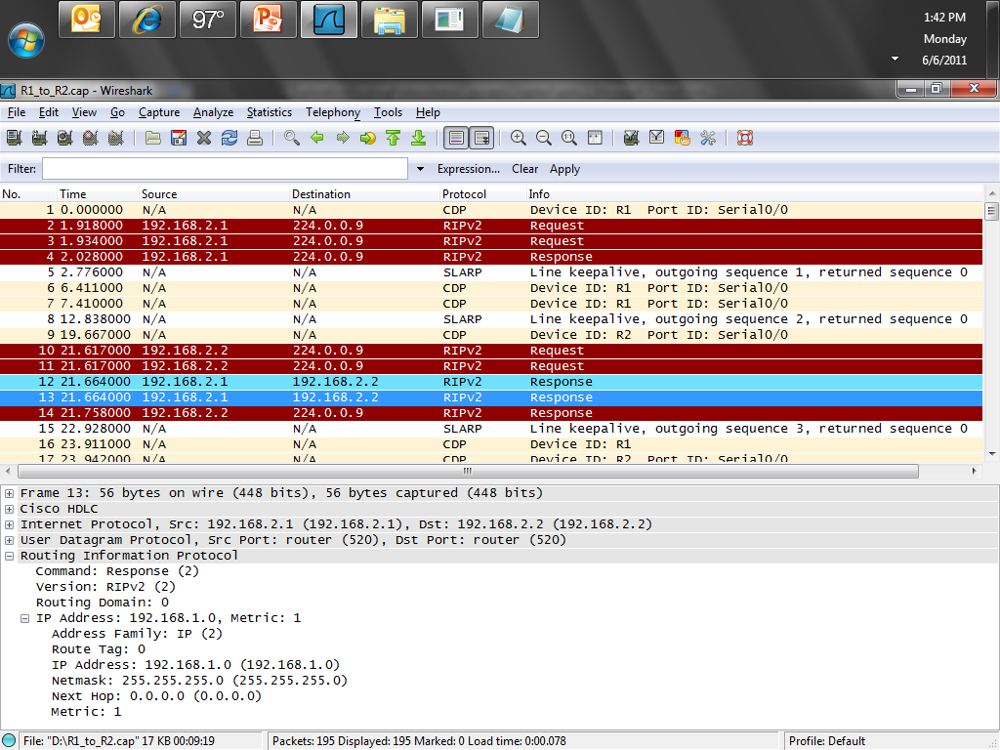 97°
1:42 PM
Monday
6/6/2011
R1_to_R2.cap - Wireshark
File Edit View Go Capture Analyze Statistics Telephony Tools Help
Filter: Expression... Clear Apply
No. Time Source Destination Protocol Info
1 0.000000 N/A N/A CDP Device ID: R1 Port ID: Serial0/0
2 1.918000 192.168.2.1 224.0.0.9 RIPv2 Request
3 1.934000 192.168.2.1 224.0.0.9 RIPv2 Request
4 2.028000 192.168.2.1 224.0.0.9 RIPv2 Response
5 2.776000 N/A N/A SLARP Line keepalive, outgoing sequence 1, returned sequence 0
6 6.411000 N/A N/A CDP Device ID: R1 Port ID: Serial0/0
7 7.410000 N/A N/A CDP Device ID: R1 Port ID: Serial0/0
8 12.838000 N/A N/A SLARP Line keepalive, outgoing sequence 2, returned sequence 0
9 19.667000 N/A N/A CDP Device ID: R2 Port ID: Serial0/0
10 21.617000 192.168.2.2 224.0.0.9 RIPv2 Request
11 21.617000 192.168.2.2 224.0.0.9 RIPv2 Request
12 21.664000 192.168.2.1 192.168.2.2 RIPv2 Response
13 21.664000 192.168.2.1 192.168.2.2 RIPv2 Response
14 21.758000 192.168.2.2 224.0.0.9 RIPv2 Response
15 22.928000 N/A N/A SLARP Line keepalive, outgoing sequence 3, returned sequence 0
16 23.911000 N/A N/A CDP Device ID: R1
17 23.942000 N/A N/A CDP Device ID: R2 Port ID: Serial0/0
Frame 13: 56 bytes on wire (448 bits), 56 bytes captured (448 bits)
Cisco HDLC
Internet Protocol, Src: 192.168.2.1 (192.168.2.1), Dst: 192.168.2.2 (192.168.2.2)
User Datagram Protocol, Src Port: router (520), Dst Port: router (520)
Routing Information Protocol
Command: Response (2)
Version: RIPv2 (2)
Routing Domain: 0
IP Address: 192.168.1.0, Metric: 1
Address Family: IP (2)
Route Tag: 0
IP Address: 192.168.1.0 (192.168.1.0)
Netmask: 255.255.255.0 (255.255.255.0)
Next Hop: 0.0.0.0 (0.0.0.0)
Metric: 1
File: "D:\R1_to_R2.cap" 17 KB 00:09:19 Packets: 195 Displayed: 195 Marked: 0 Load time: 0:00.078 Profile: Default